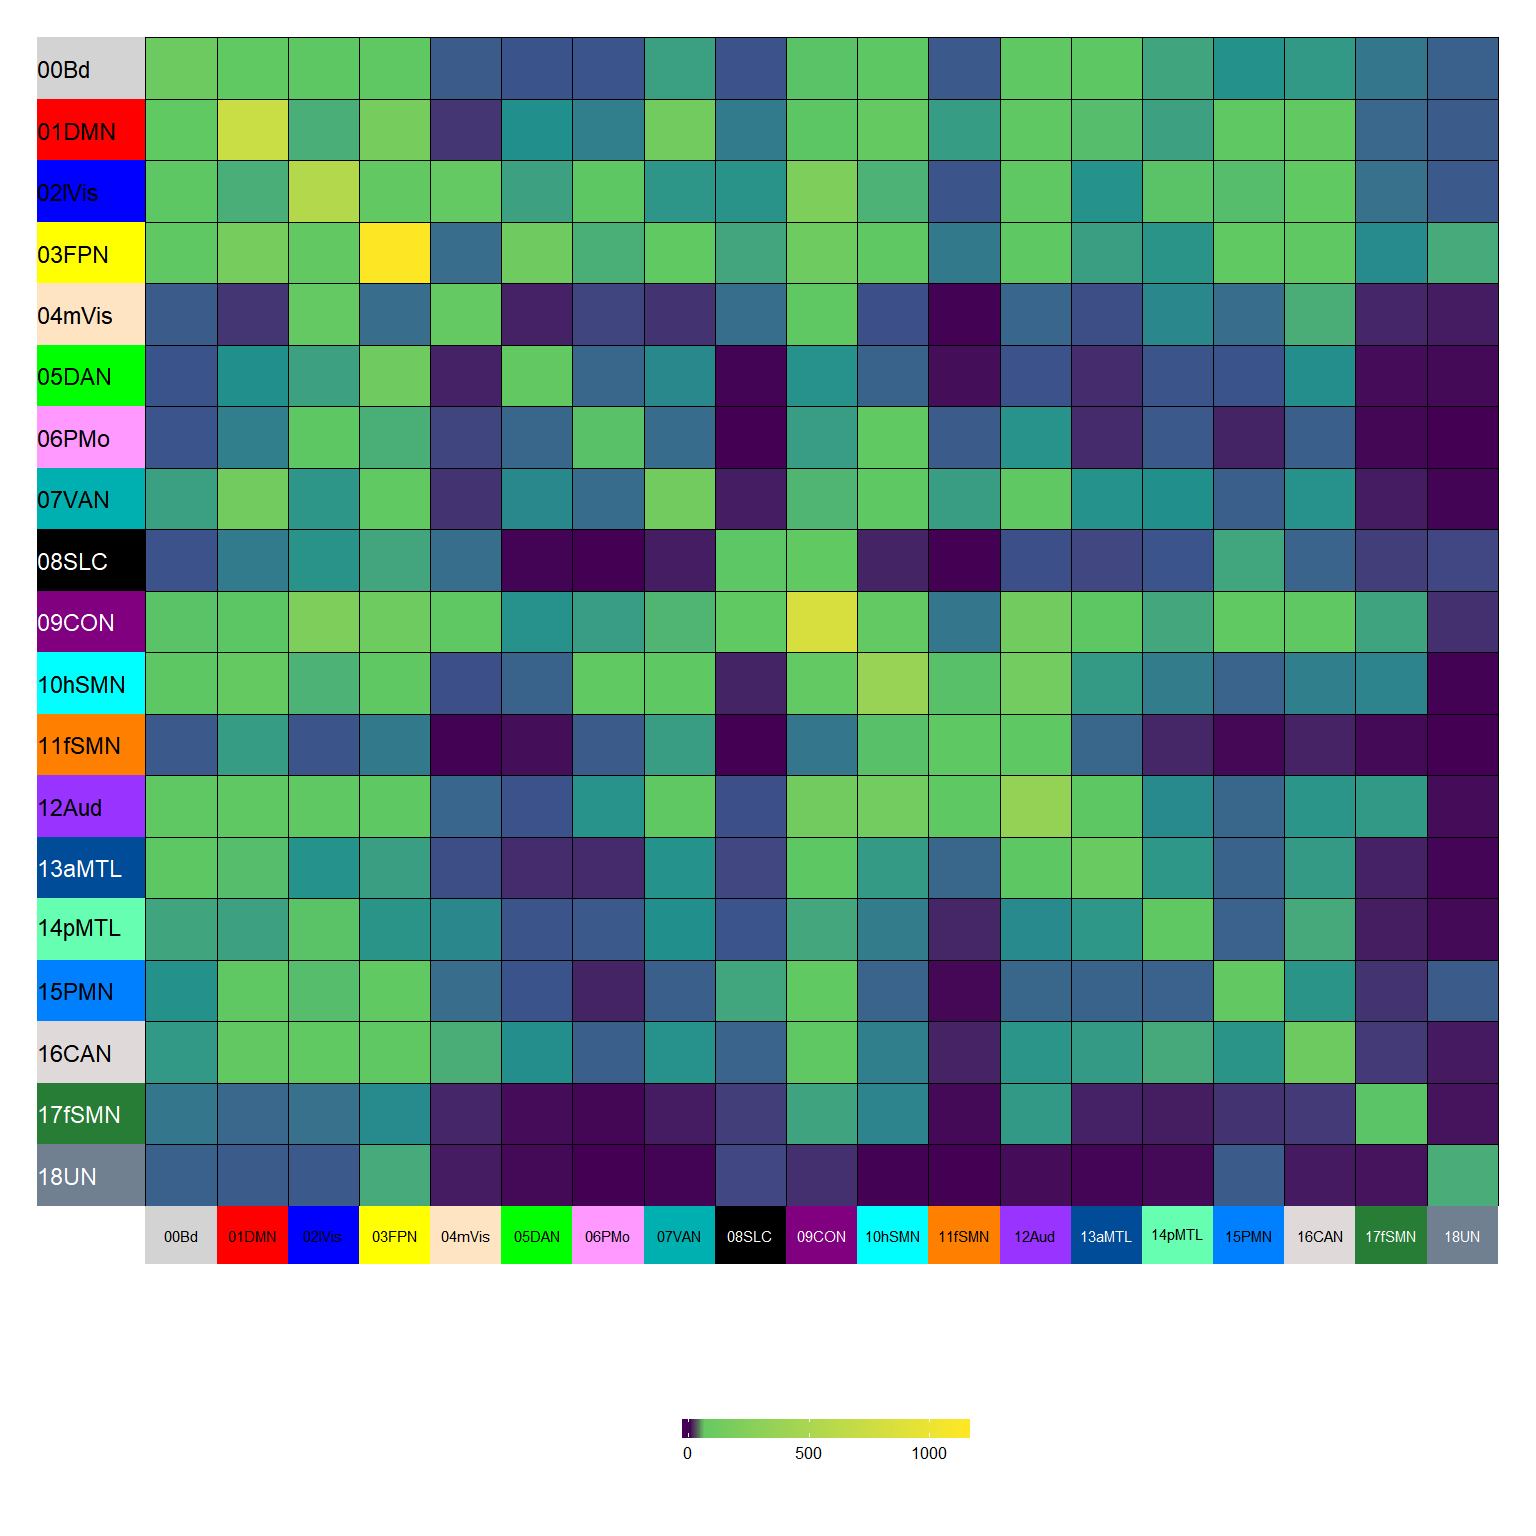 00Bd
01DMN
02lVis
03FPN
04mVis
05DAN
06PMo
07VAN
08SLC
09CON
10hSMN
11fSMN
12Aud
13aMTL
14pMTL
15PMN
16CAN
17fSMN
18UN
00Bd 01DMN 02lVis 03FPN 04mVis 05DAN 06PMo 07VAN 08SLC 09CON 10hSMN 11fSMN 12Aud 13aMTL 14pMTL 15PMN 16CAN 17fSMN 18UN
0 500 1000